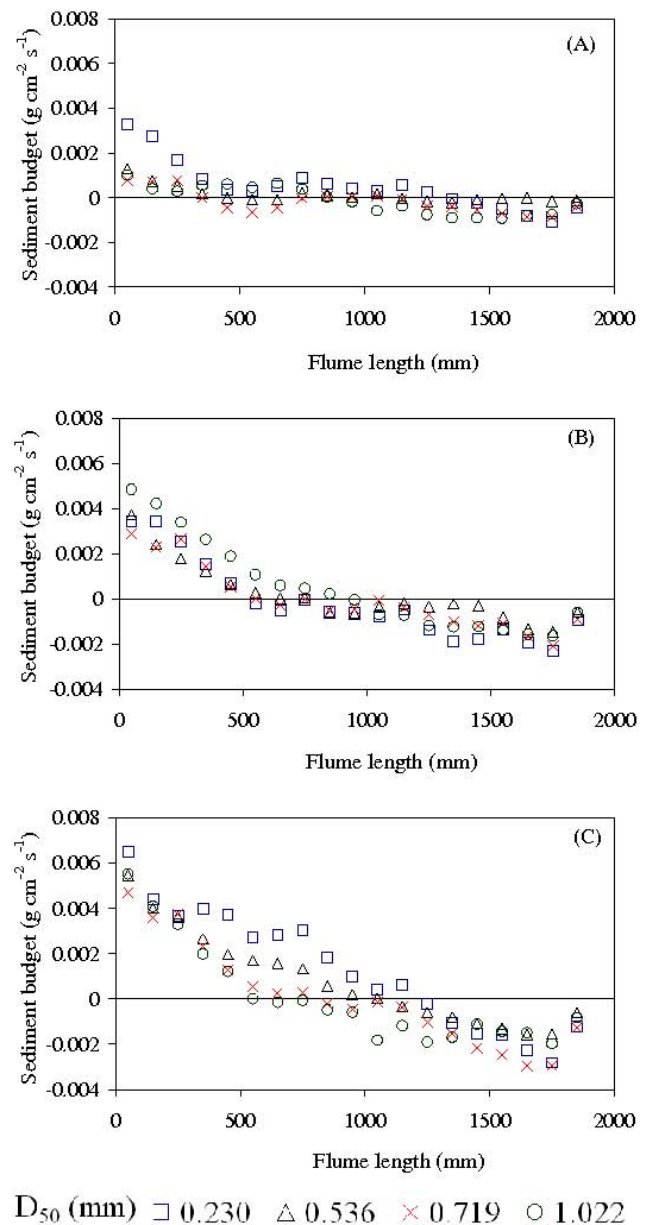 (A)
Sediment budget (g cm⁻² s⁻¹)
0.008
0.006
0.004
0.002
0
-0.002
-0.004
0 500 1000 1500 2000
Flume length (mm)
(B)
Sediment budget (g cm⁻² s⁻¹)
0.008
0.006
0.004
0.002
0
-0.002
-0.004
0 500 1000 1500 2000
Flume length (mm)
(C)
Sediment budget (g cm⁻² s⁻¹)
0.008
0.006
0.004
0.002
0
-0.002
-0.004
0 500 1000 1500 2000
Flume length (mm)
D₅₀ (mm) □ 0.230 △ 0.536 × 0.719 ○ 1.022